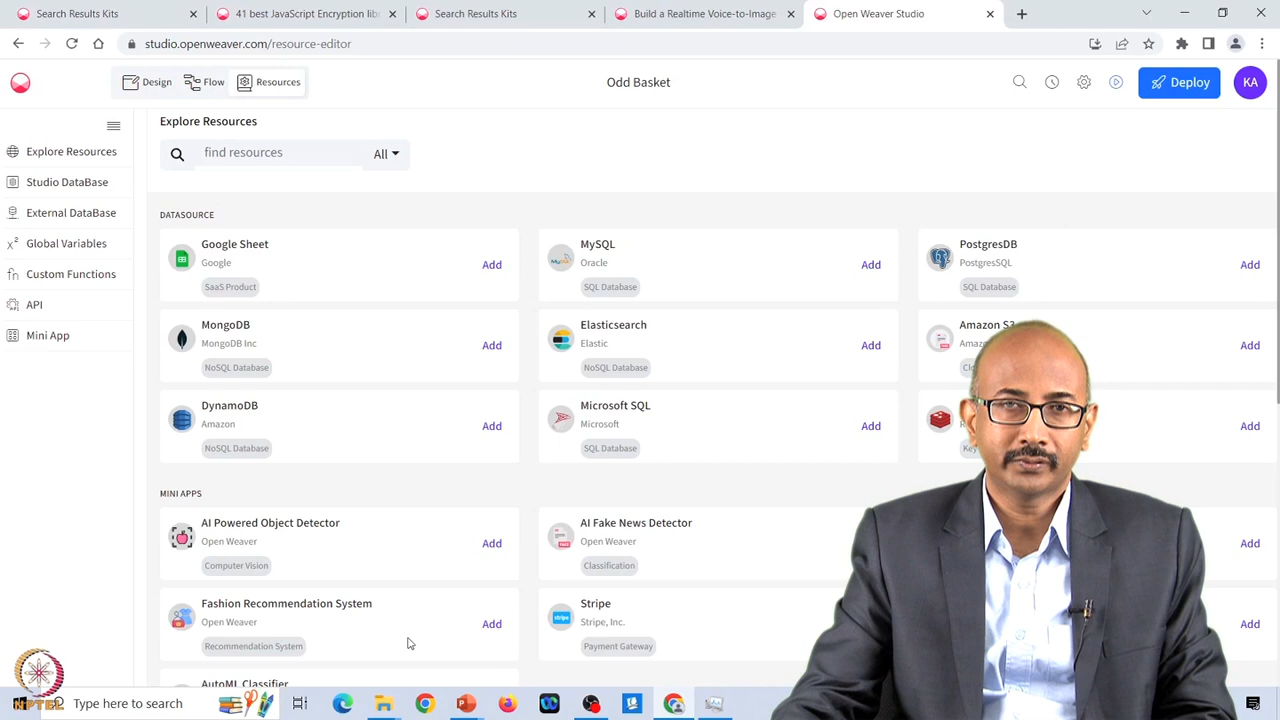 Search Results Kits
41 best JavaScript Encryption lib
Search Results Kits
Build a Realtime Voice-to-Image
Open Weaver Studio
studio.openweaver.com/resource-editor
Design
Flow
Resources
Odd Basket
Deploy
KA
Explore Resources
Studio DataBase
External DataBase
Global Variables
Custom Functions
API
Mini App
Explore Resources
find resources
All
DATASOURCE
Google Sheet
Google
SaaS Product
Add
MySQL
Oracle
SQL Database
Add
PostgresDB
PostgresSQL
SQL Database
Add
MongoDB
MongoDB Inc
NoSQL Database
Add
Elasticsearch
Elastic
NoSQL Database
Add
Amazon S3
Add
DynamoDB
Amazon
NoSQL Database
Add
Microsoft SQL
Microsoft
SQL Database
Add
Key
Add
MINI APPS
AI Powered Object Detector
Open Weaver
Computer Vision
Add
AI Fake News Detector
Open Weaver
Classification
Add
Fashion Recommendation System
Open Weaver
Recommendation System
Add
Stripe
Stripe, Inc.
Payment Gateway
Add
AutoML Classifier
NPTEL
Type here to search